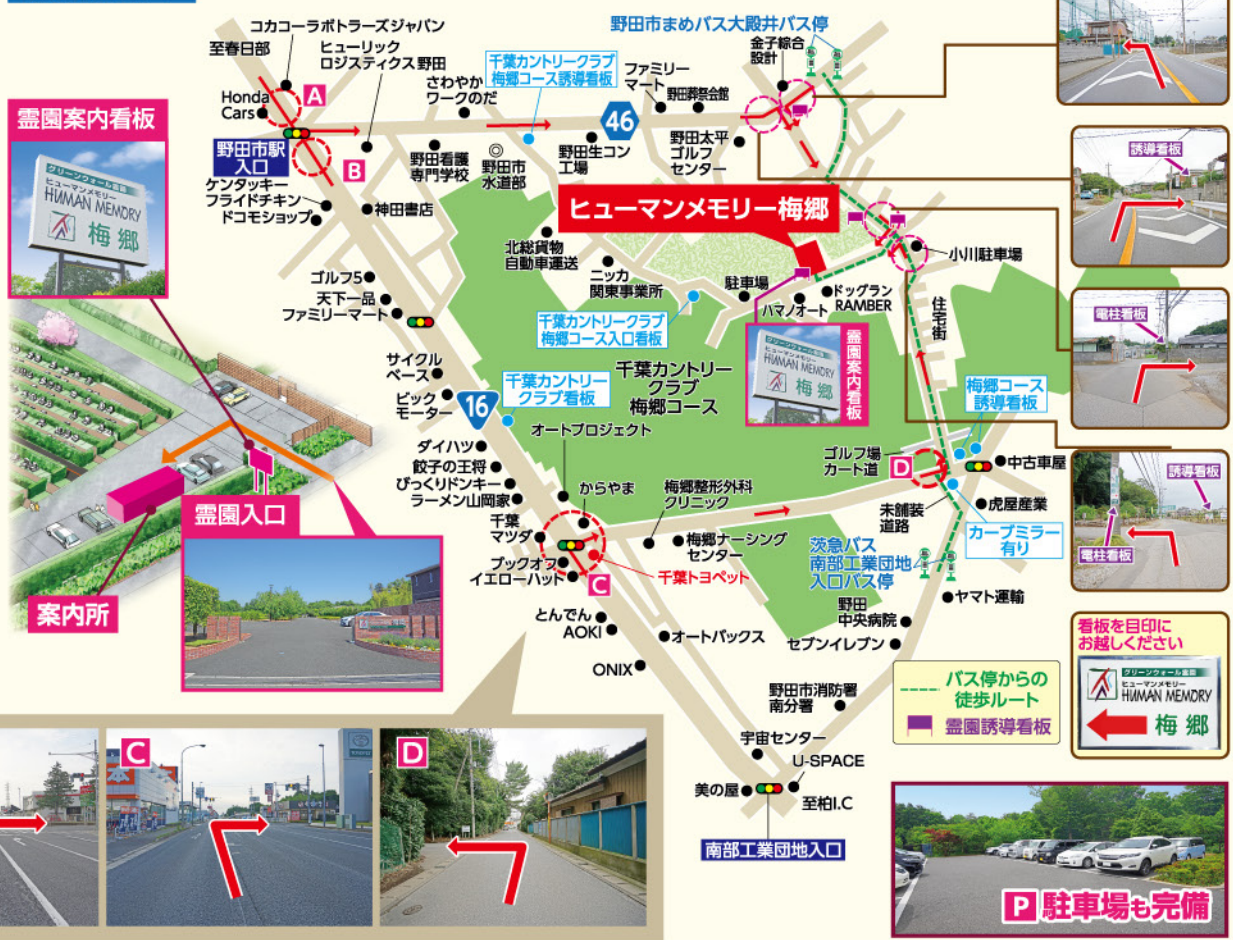 コカコーラボトラーズジャパン
至春日部
ヒューリック
ロジスティクス野田
さわやか
ワークのだ
千葉カントリークラブ
梅郷コース誘導看板
野田市まめバス大殿井バス停
金子綜合
設計
ファミリー
マート
野田葬祭会館
Honda
Cars
A
46
野田市駅
入口
B
野田看護
専門学校
野田市
水道部
野田生コン
工場
野田太平
ゴルフ
センター
誘導看板
霊園案内看板
グリーンウォール霊園
ヒューマンメモリー
HUMAN MEMORY
梅郷
ケンタッキー
フライドチキン
ドコモショップ
神田書店
ヒューマンメモリー梅郷
北総貨物
自動車運送
ニッカ
関東事業所
駐車場
小川駐車場
ゴルフ5
天下一品
ファミリーマート
ハマノオート
ドッグラン
RAMBER
住宅街
電柱看板
千葉カントリークラブ
梅郷コース入口看板
グリーンウォール霊園
ヒューマンメモリー
HUMAN MEMORY
梅郷
霊園案内看板
サイクル
ベース
ビック
モーター
16
千葉カントリー
クラブ看板
千葉カントリー
クラブ
梅郷コース
梅郷コース
誘導看板
オートプロジェクト
ダイハツ
餃子の王将
びっくりドンキー
ラーメン山岡家
ゴルフ場
カート道
D
中古車屋
誘導看板
電柱看板
からやま
梅郷整形外科
クリニック
未舗装
道路
虎屋産業
カーブミラー
有り
霊園入口
千葉
マツダ
ブックオフ
イエローハット
C
千葉トヨペット
梅郷ナーシング
センター
茨急バス
南部工業団地
入口バス停
ヤマト運輸
案内所
とんでん
AOKI
オートバックス
野田
中央病院
セブンイレブン
ONIX
看板を目印に
お越しください
グリーンウォール霊園
ヒューマンメモリー
HUMAN MEMORY
梅郷
バス停からの
徒歩ルート
霊園誘導看板
野田市消防署
南分署
宇宙センター
U-SPACE
美の屋
至柏I.C
南部工業団地入口
C
本
D
P 駐車場も完備